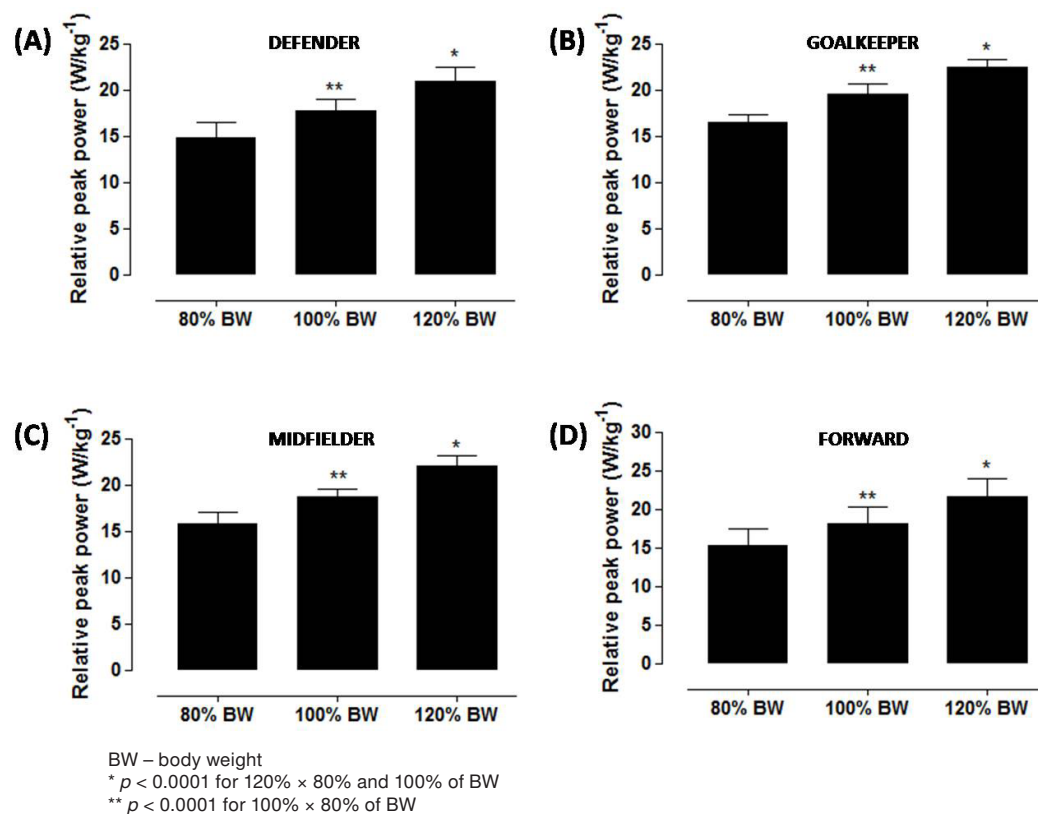 (A)
DEFENDER
Relative peak power (W/kg⁻¹)
25
20
15
10
5
0
**
*
80% BW 100% BW 120% BW
(B)
GOALKEEPER
Relative peak power (W/kg⁻¹)
25
20
15
10
5
0
**
*
80% BW 100% BW 120% BW
(C)
MIDFIELDER
Relative peak power (W/kg⁻¹)
25
20
15
10
5
0
**
*
80% BW 100% BW 120% BW
(D)
FORWARD
Relative peak power (W/kg⁻¹)
30
25
20
15
10
5
0
**
*
80% BW 100% BW 120% BW
BW – body weight
* p < 0.0001 for 120% × 80% and 100% of BW
** p < 0.0001 for 100% × 80% of BW